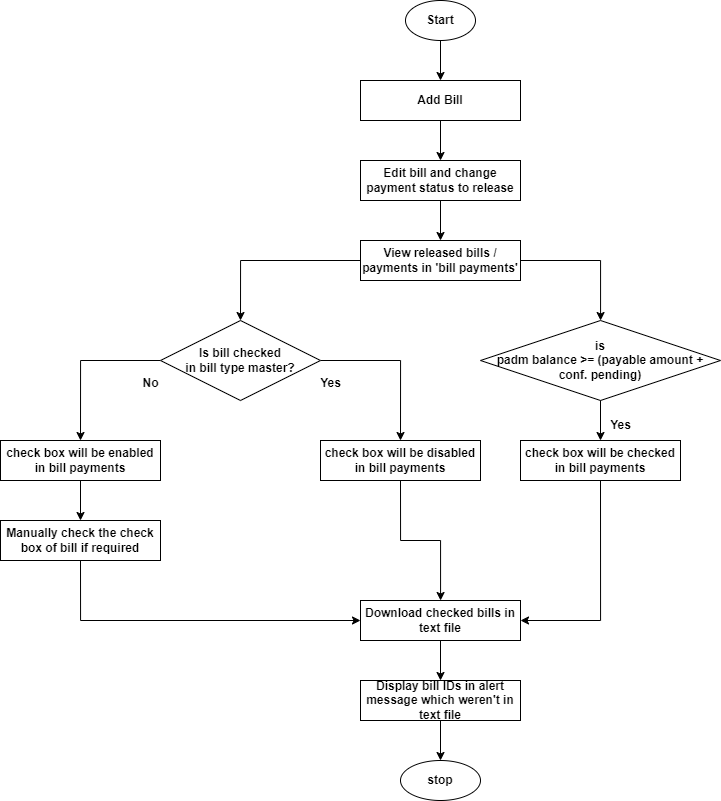 Start
Add Bill
Edit bill and change
payment status to release
View released bills /
payments in 'bill payments'
Is bill checked
in bill type master?
is
padm balance >= (payable amount +
conf. pending)
No
Yes
Yes
check box will be enabled
in bill payments
check box will be disabled
in bill payments
check box will be checked
in bill payments
Manually check the check
box of bill if required
Download checked bills in
text file
Display bill IDs in alert
message which weren't in
text file
stop